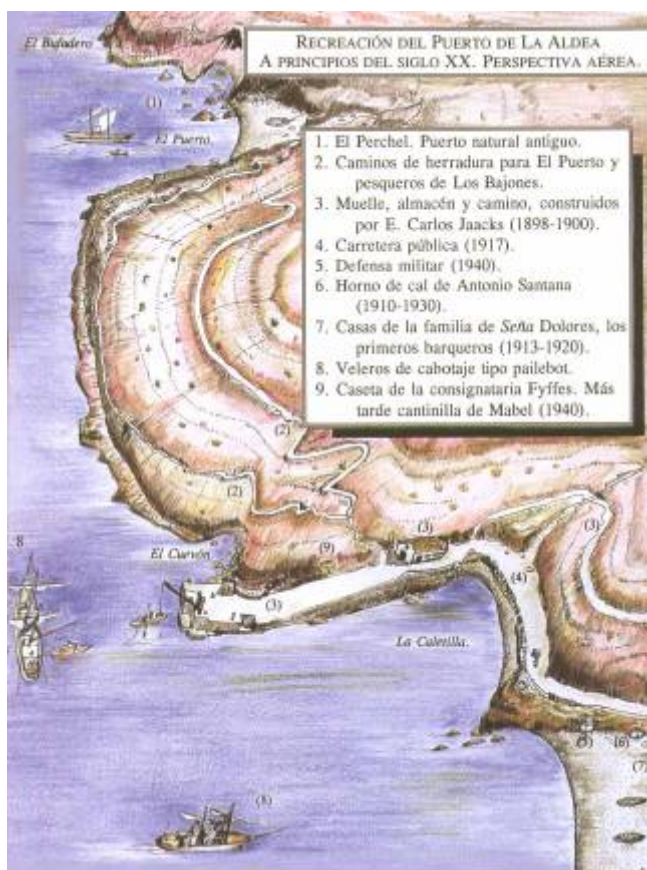 RECREACIÓN DEL PUERTO DE LA ALDEA
A PRINCIPIOS DEL SIGLO XX. PERSPECTIVA AÉREA.
El Bufadero
(1)
El Puerto.
1. El Perchel. Puerto natural antiguo.
2. Caminos de herradura para El Puerto y
pesqueros de Los Bajones.
3. Muelle, almacén y camino, construidos
por E. Carlos Jaacks (1898-1900).
4. Carretera pública (1917).
5. Defensa militar (1940).
6. Horno de cal de Antonio Santana
(1910-1930).
7. Casas de la familia de Seña Dolores, los
primeros barqueros (1913-1920).
8. Veleros de cabotaje tipo pailebot.
9. Caseta de la consignataria Fyffes. Más
tarde cantinilla de Mabel (1940).
(2)
(2)
(3)
(3)
8
El Curvón
(9)
(4)
(3)
La Caletilla.
(5)
(6)
(7)
(8)